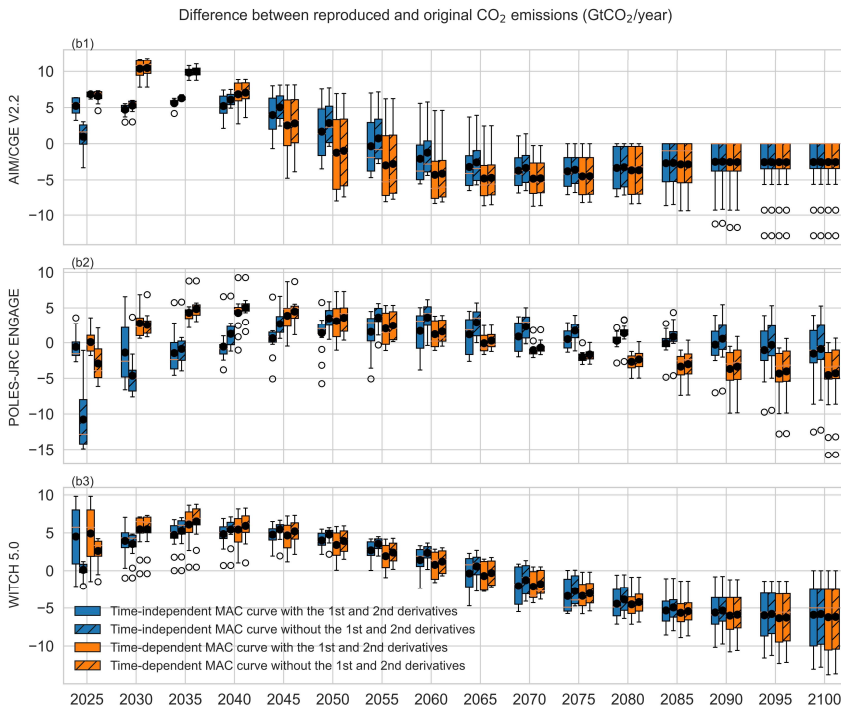 Difference between reproduced and original CO₂ emissions (GtCO₂/year)
(b1)
AIM/CGE V2.2
10
5
0
−5
−10
(b2)
POLES-JRC ENGAGE
10
5
0
−5
−10
−15
(b3)
WITCH 5.0
10
5
0
−5
−10
Time-independent MAC curve with the 1st and 2nd derivatives
Time-independent MAC curve without the 1st and 2nd derivatives
Time-dependent MAC curve with the 1st and 2nd derivatives
Time-dependent MAC curve without the 1st and 2nd derivatives
2025 2030 2035 2040 2045 2050 2055 2060 2065 2070 2075 2080 2085 2090 2095 2100